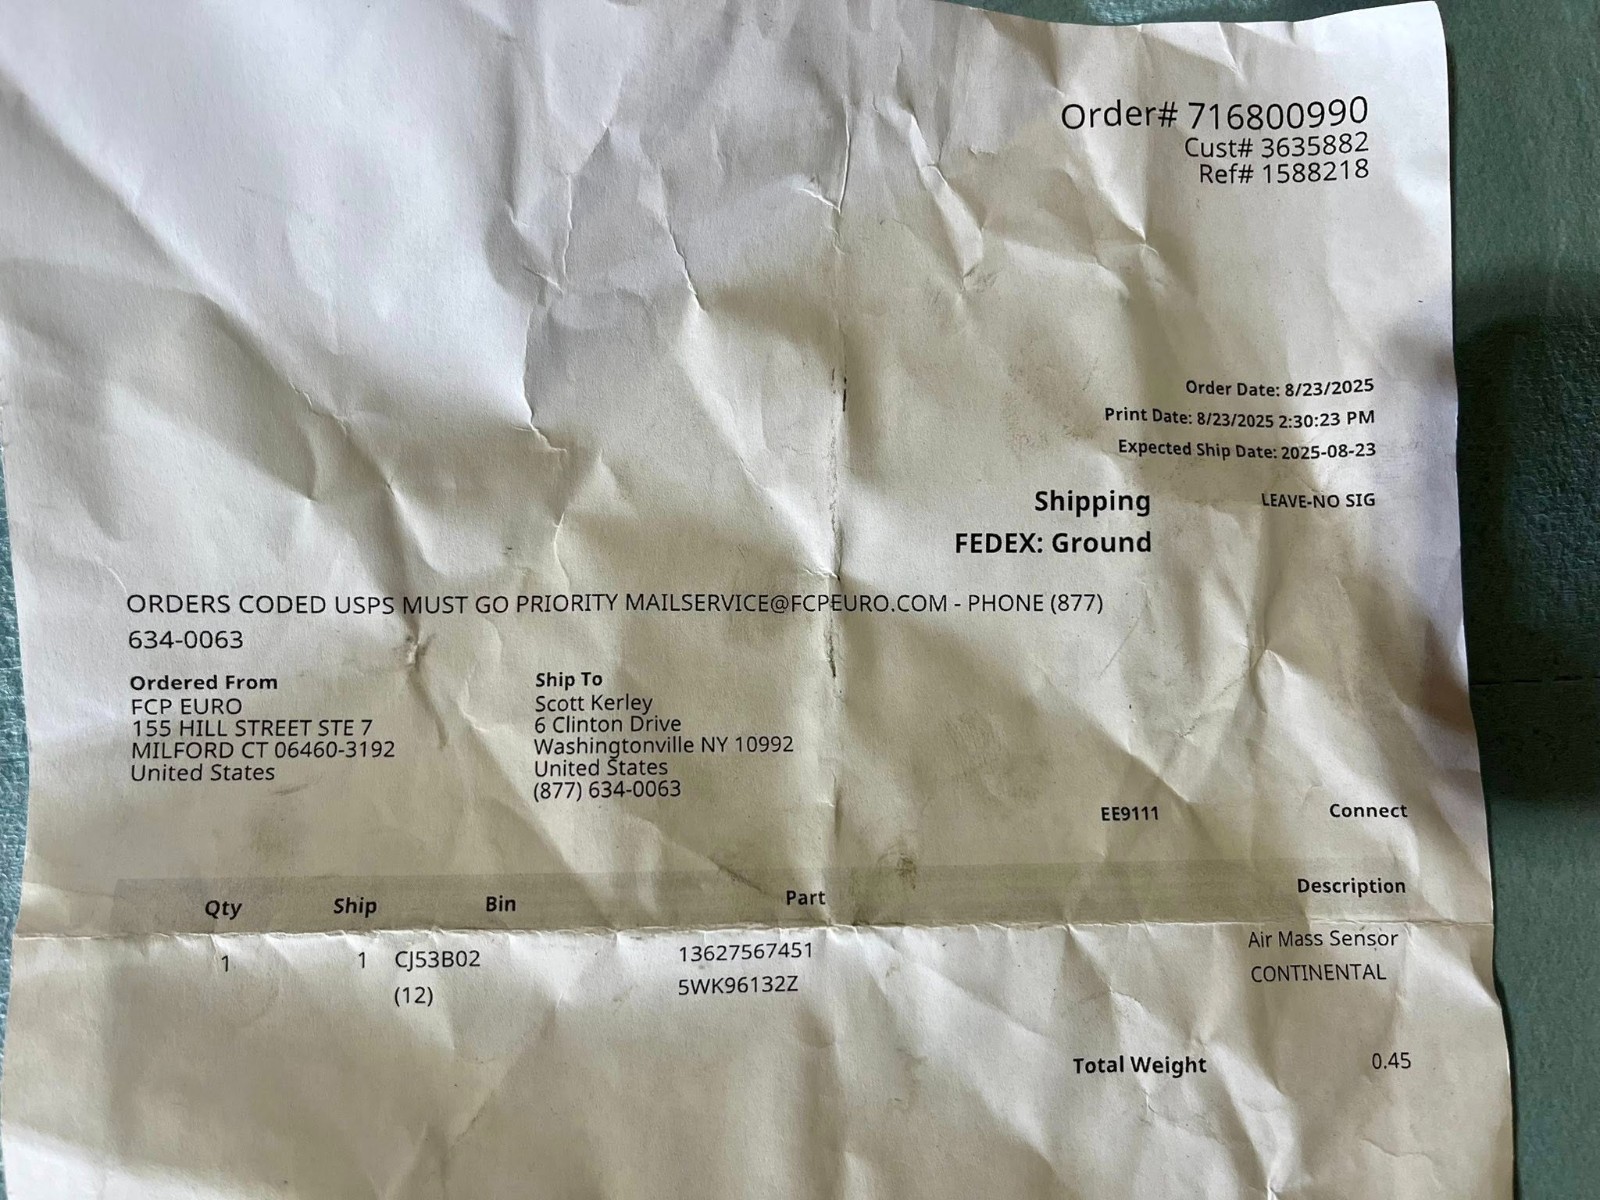 Order# 716800990
Cust# 3635882
Ref# 1588218
Order Date: 8/23/2025
Print Date: 8/23/2025 2:30:23 PM
Expected Ship Date: 2025-08-23
Shipping LEAVE-NO SIG
FEDEX: Ground
ORDERS CODED USPS MUST GO PRIORITY MAILSERVICE@FCPEURO.COM - PHONE (877)
634-0063
Ordered From
FCP EURO
155 HILL STREET STE 7
MILFORD CT 06460-3192
United States
Ship To
Scott Kerley
6 Clinton Drive
Washingtonville NY 10992
United States
(877) 634-0063
EE9111 Connect
Qty Ship Bin Part Description
1 1 CJ53B02 13627567451 Air Mass Sensor
(12) 5WK96132Z CONTINENTAL
Total Weight 0.45